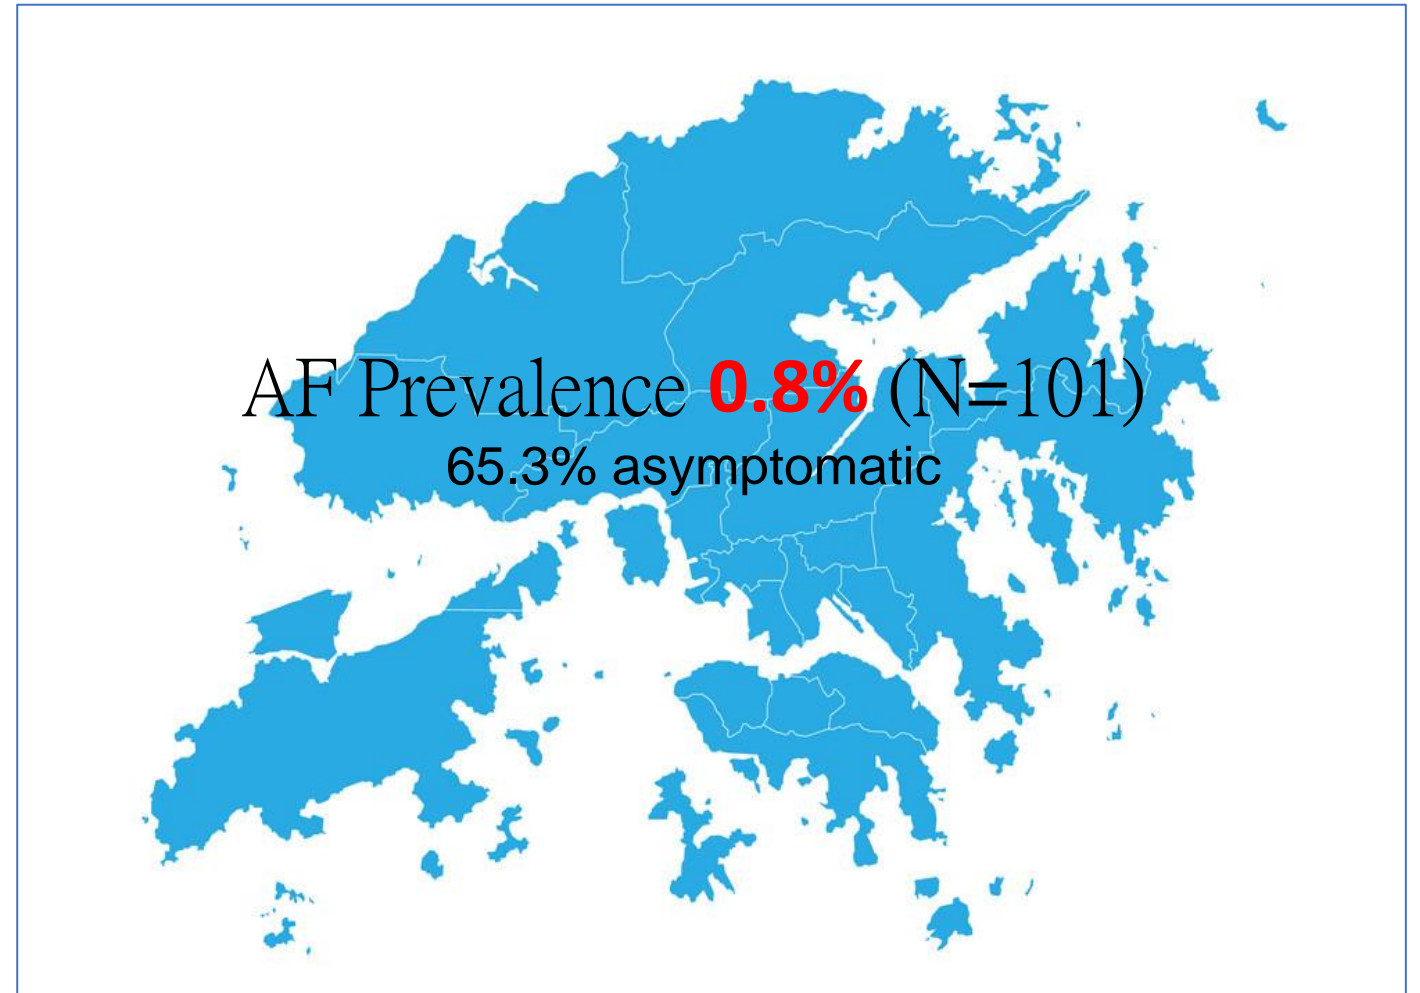 AF Prevalence 0.8% (N=101)
65.3% asymptomatic